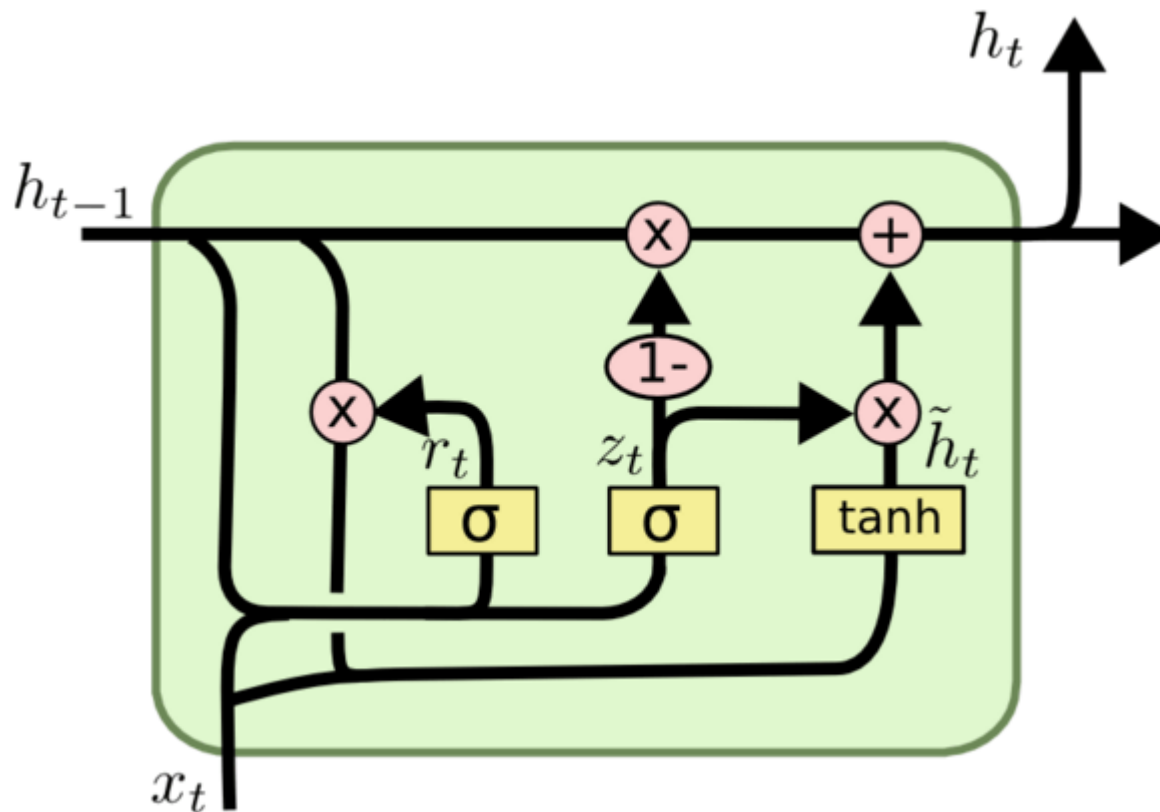 h_t
h_{t-1}
x
+
1-
x
x
r_t
z_t
h̃_t
σ
σ
tanh
x_t